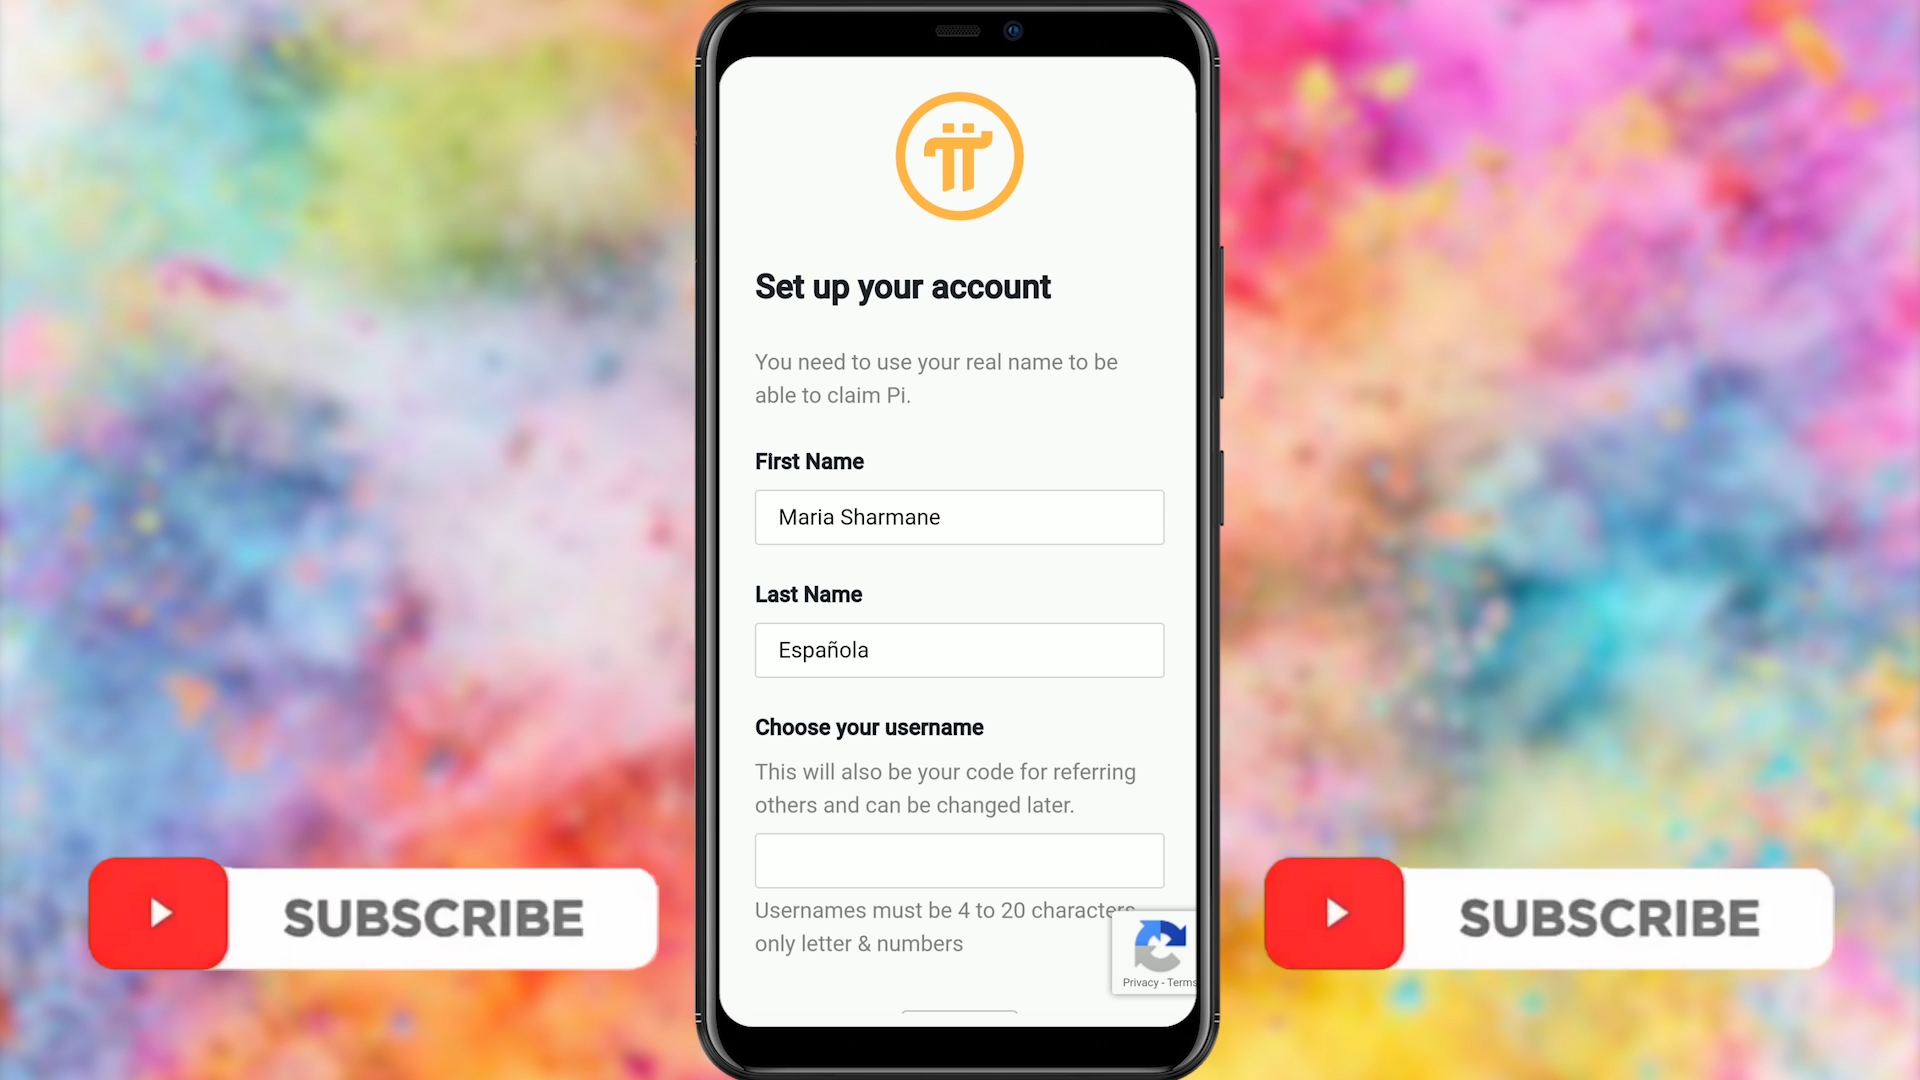 Set up your account
You need to use your real name to be
able to claim Pi.
First Name
Maria Sharmane
Last Name
Española
Choose your username
This will also be your code for referring
others and can be changed later.
Usernames must be 4 to 20 characters
only letter & numbers
Privacy - Terms
SUBSCRIBE
SUBSCRIBE